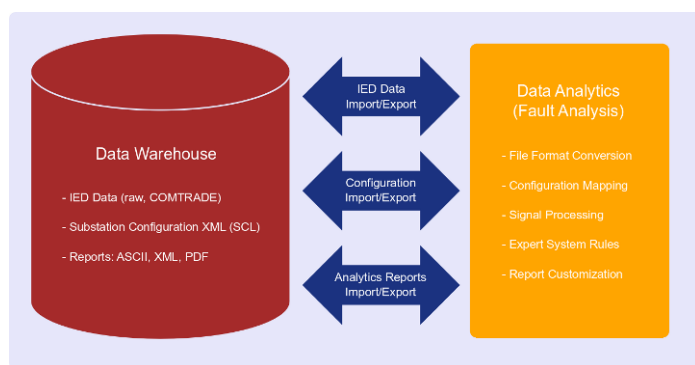 Data Warehouse
- IED Data (raw, COMTRADE)
- Substation Configuration XML (SCL)
- Reports: ASCII, XML, PDF
IED Data
Import/Export
Configuration
Import/Export
Analytics Reports
Import/Export
Data Analytics
(Fault Analysis)
- File Format Conversion
- Configuration Mapping
- Signal Processing
- Expert System Rules
- Report Customization